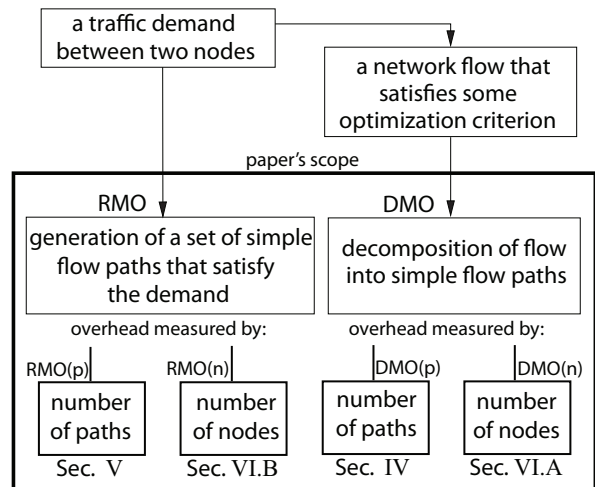 a traffic demand
between two nodes
a network flow that
satisfies some
optimization criterion
paper's scope
RMO
DMO
generation of a set of simple
flow paths that satisfy
the demand
decomposition of flow
into simple flow paths
overhead measured by:
overhead measured by:
RMO(p)
RMO(n)
DMO(p)
DMO(n)
number
of paths
number
of nodes
number
of paths
number
of nodes
Sec. V
Sec. VI.B
Sec. IV
Sec. VI.A